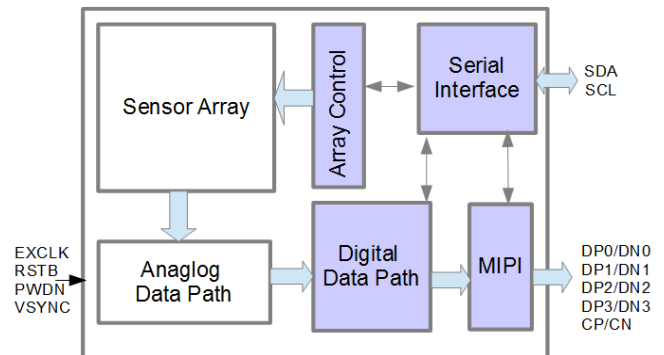 Sensor Array
Array Control
Serial
Interface
SDA
SCL
EXCLK
RSTB
PWDN
VSYNC
Anaglog
Data Path
Digital
Data Path
MIPI
DP0/DN0
DP1/DN1
DP2/DN2
DP3/DN3
CP/CN